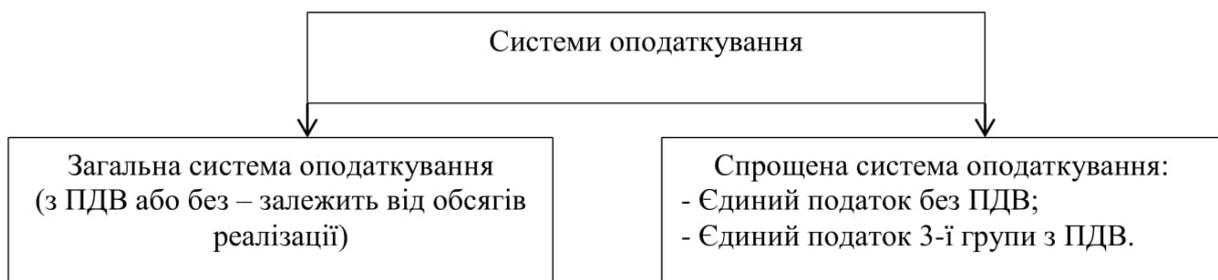 Системи оподаткування
Загальна система оподаткування
(з ПДВ або без – залежить від обсягів
реалізації)
Спрощена система оподаткування:
- Єдиний податок без ПДВ;
- Єдиний податок 3-ї групи з ПДВ.